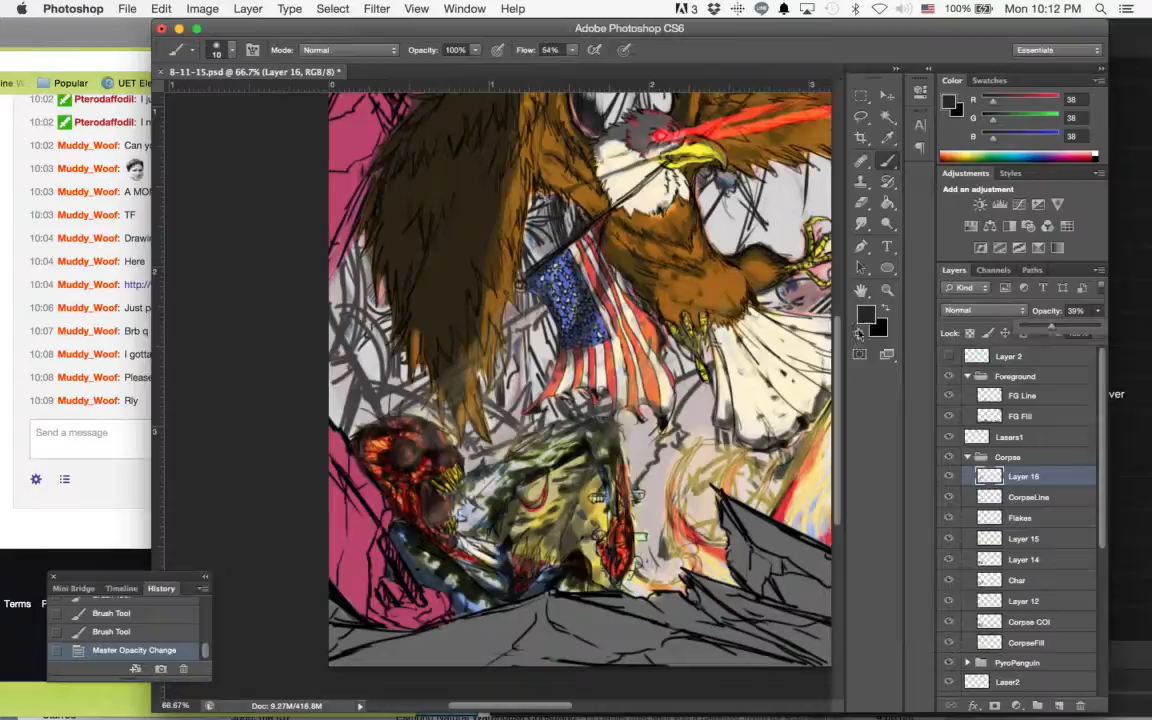 Photoshop File Edit Image Layer Type Select Filter View Window Help
3
100%
Mon 10:12 PM
Adobe Photoshop CS6
10
Mode: Normal
Opacity: 100%
Flow: 54%
Essentials
8-11-15.psd @ 66.7% (Layer 16, RGB/8) *
Popular
10:02 Pterodaffodil:
10:02 Pterodaffodil:
10:02 Muddy_Woof:
10:03 Muddy_Woof:
10:03 Muddy_Woof:
10:03 Muddy_Woof: TF
10:04 Muddy_Woof:
10:04 Muddy_Woof: Here
10:04 Muddy_Woof: http:/
10:06 Muddy_Woof: Just
10:07 Muddy_Woof: Brb
10:08 Muddy_Woof: I gotta
10:08 Muddy_Woof:
10:09 Muddy_Woof: Rly
Send a message
Terms
Mini Bridge Timeline History
Brush Tool
Brush Tool
Master Opacity Change
66.67%
Doc: 9.27M/416.8M
Color Swatches
R 38
G 38
B 38
Adjustments Styles
Add an adjustment
Layers Channels Paths
Kind
Normal
Opacity: 39%
Lock:
Layer 2
Foreground
FG Line
FG Fill
Lasers1
Corpse
Layer 16
CorpseLine
Flakes
Layer 15
Layer 14
Char
Layer 12
Corpse COl
CorpseFill
PyroPenguin
Laser2
ver